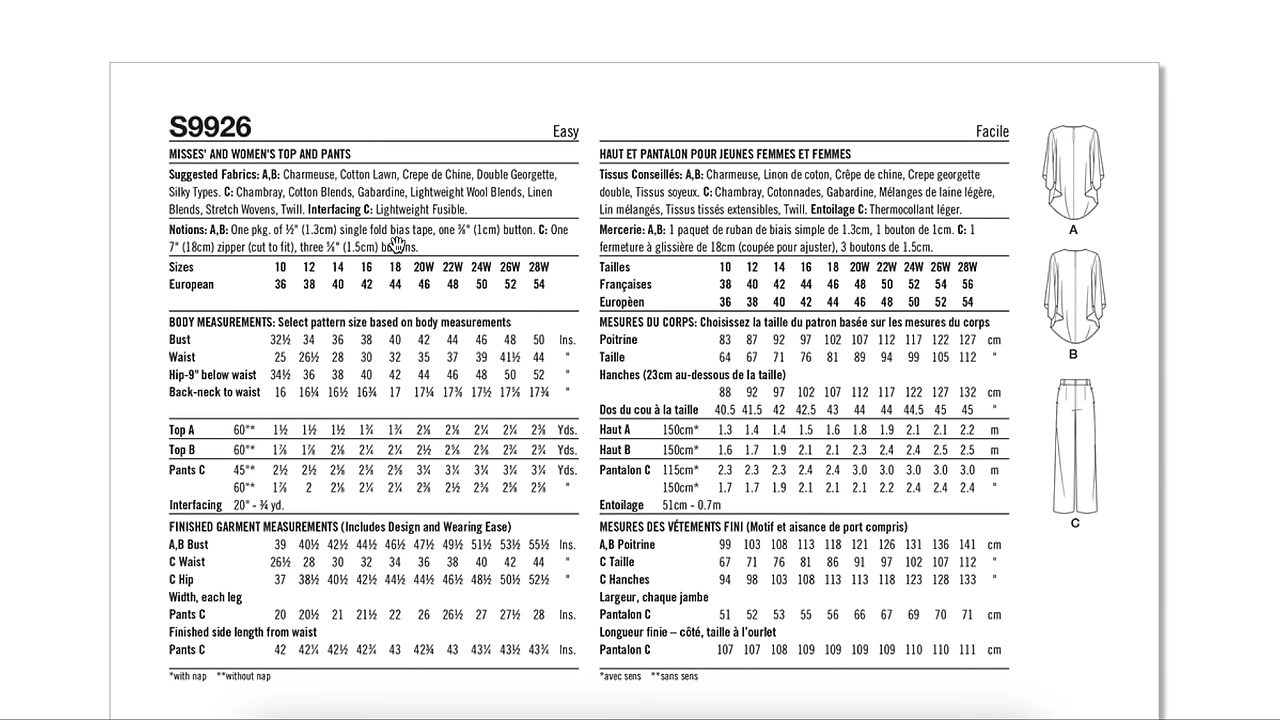 S9926 Easy
MISSES' AND WOMEN'S TOP AND PANTS
Suggested Fabrics: A,B: Charmeuse, Cotton Lawn, Crepe de Chine, Double Georgette,
Silky Types. C: Chambray, Cotton Blends, Gabardine, Lightweight Wool Blends, Linen
Blends, Stretch Wovens, Twill. Interfacing C: Lightweight Fusible.
Notions: A,B: One pkg. of ½" (1.3cm) single fold bias tape, one ⅜" (1cm) button. C: One
7" (18cm) zipper (cut to fit), three ⅝" (1.5cm)
Sizes 10 12 14 16 18 20W 22W 24W 26W 28W
European 36 38 40 42 44 46 48 50 52 54
BODY MEASUREMENTS: Select pattern size based on body measurements
Bust 32½ 34 36 38 40 42 44 46 48 50 Ins.
Waist 25 26½ 28 30 32 35 37 39 41½ 44 "
Hip-9" below waist 34½ 36 38 40 42 44 46 48 50 52 "
Back-neck to waist 16 16¼ 16½ 16¾ 17 17¼ 17⅜ 17½ 17⅝ 17¾ "
Top A 60"* 1½ 1½ 1½ 1¾ 1¾ 2⅛ 2¼ 2⅜ Yds.
Top B 60"* 1⅞ 1⅞ 2⅛ 2¼ 2¼ 2½ 2¾ 2¾ Yds.
Pants C 45"* 2½ 2½ 2⅝ 2⅝ 3¼ 3¼ 3¼ 3¼ 3¼ Yds.
60"* 1⅞ 2 2⅛ 2¼ 2¼ 2⅜ 2½ 2⅝ 2⅝ 2⅝ "
Interfacing 20" - ¾ yd.
FINISHED GARMENT MEASUREMENTS (Includes Design and Wearing Ease)
A,B Bust 39 40½ 42½ 44½ 46½ 47½ 49½ 51½ 53½ 55½ Ins.
C Waist 26½ 28 30 32 34 36 38 40 42 44 "
C Hip 37 38½ 40½ 42½ 44½ 44½ 46½ 48½ 50½ 52½ "
Width, each leg
Pants C 20 20½ 21 21½ 22 26 26½ 27 27½ 28 Ins.
Finished side length from waist
Pants C 42 42¼ 42½ 42¾ 43 42¾ 43 43¼ 43½ 43¾ Ins.
*with nap **without nap
Facile
HAUT ET PANTALON POUR JEUNES FEMMES ET FEMMES
Tissus Conseillés: A,B: Charmeuse, Linon de coton, Crêpe de chine, Crepe georgette
double, Tissus soyeux. C: Chambray, Cotonnades, Gabardine, Mélanges de laine légère,
Lin mélangés, Tissus tissés extensibles, Twill. Entoilage C: Thermocollant léger.
Mercerie: A,B: 1 paquet de ruban de biais simple de 1.3cm, 1 bouton de 1cm. C: 1
fermeture à glissière de 18cm (coupée pour ajuster), 3 boutons de 1.5cm.
Tailles 10 12 14 16 18 20W 22W 24W 26W 28W
Françaises 38 40 42 44 46 48 50 52 54 56
Européen 36 38 40 42 44 46 48 50 52 54
MESURES DU CORPS: Choisissez la taille du patron basée sur les mesures du corps
Poitrine 83 87 92 97 102 107 112 117 122 127 cm
Taille 64 67 71 76 81 89 94 99 105 112 "
Hanches (23cm au-dessous de la taille)
88 92 97 102 107 112 117 122 127 132 cm
Dos du cou à la taille 40.5 41.5 42 42.5 43 44 44 44.5 45 45 "
Haut A 150cm* 1.3 1.4 1.4 1.5 1.6 1.8 1.9 2.1 2.1 2.2 m
Haut B 150cm* 1.6 1.7 1.9 2.1 2.1 2.3 2.4 2.4 2.5 2.5 m
Pantalon C 115cm* 2.3 2.3 2.3 2.4 2.4 3.0 3.0 3.0 3.0 3.0 m
150cm* 1.7 1.7 1.9 2.1 2.1 2.2 2.4 2.4 2.4 "
Entoilage 51cm - 0.7m
MESURES DES VÉTEMENTS FINI (Motif et aisance de port compris)
A,B Poitrine 99 103 108 113 118 121 126 131 136 141 cm
C Taille 67 71 76 81 86 91 97 102 107 112 "
C Hanches 94 98 103 108 113 113 118 123 128 133 "
Largeur, chaque jambe
Pantalon C 51 52 53 55 56 66 67 69 70 71 cm
Longueur finie – côté, taille à l'ourlet
Pantalon C 107 107 108 109 109 109 109 110 110 111 cm
*avec sens **sans sens
A
B
C